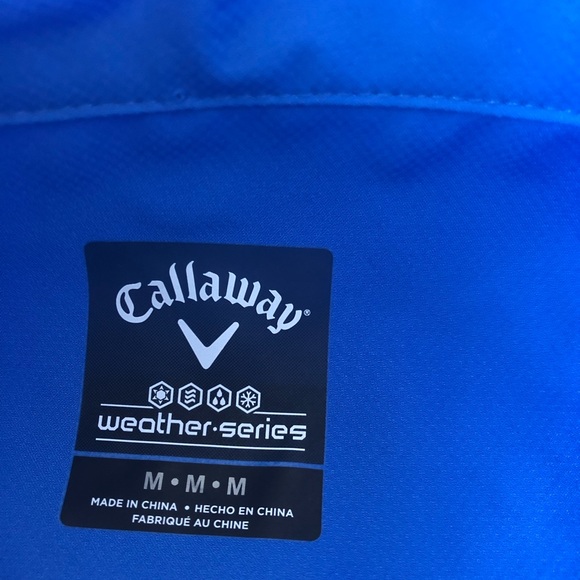 Callaway®
weather·series
M • M • M
MADE IN CHINA • HECHO EN CHINA
FABRIQUÉ AU CHINE